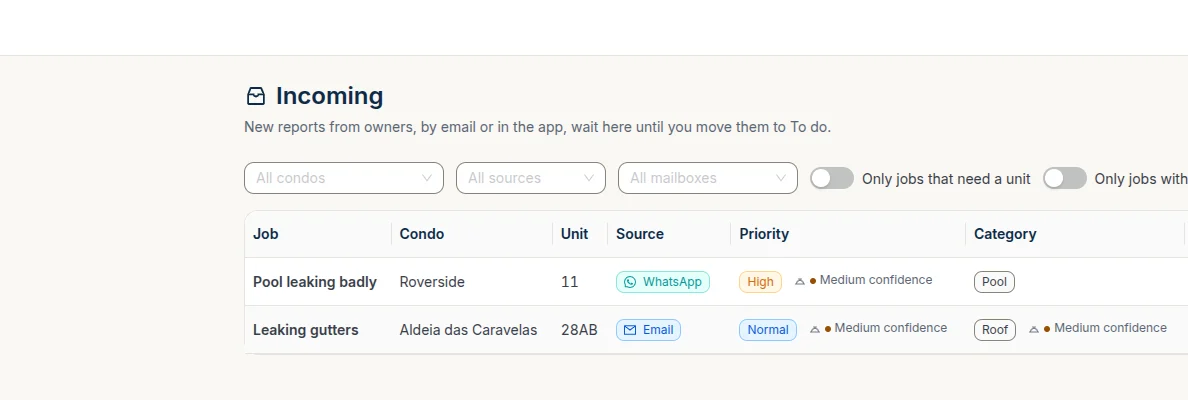 Incoming
New reports from owners, by email or in the app, wait here until you move them to To do.
All condos All sources All mailboxes Only jobs that need a unit Only jobs with
Job Condo Unit Source Priority Category
Pool leaking badly Roverside 11 WhatsApp High Medium confidence Pool
Leaking gutters Aldeia das Caravelas 28AB Email Normal Medium confidence Roof Medium confidence